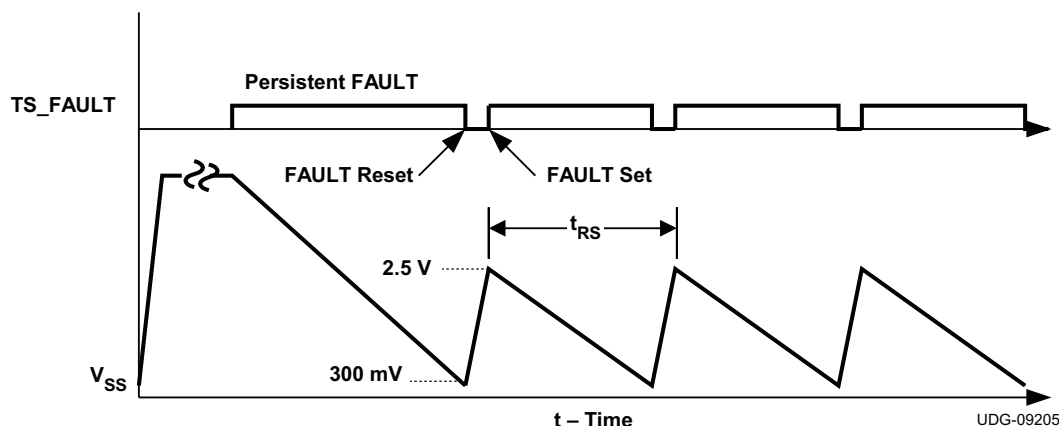 Persistent FAULT
TS_FAULT
FAULT Reset
FAULT Set
tRS
2.5 V
300 mV
VSS
t – Time
UDG-09205